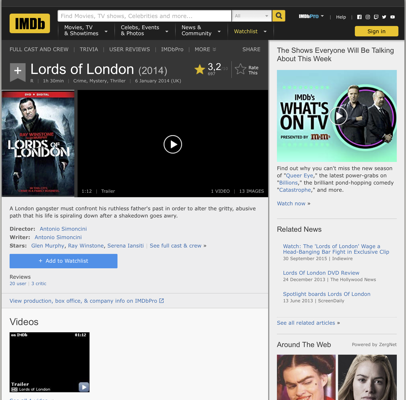 IMDb
Find Movies, TV shows, Celebrities and more...
All
Movies, TV
& Showtimes
Celebs, Events
& Photos
News &
Community
Watchlist
IMDbPro
Help
Sign in
FULL CAST AND CREW | TRIVIA | USER REVIEWS | IMDbPro | MORE
SHARE
Lords of London (2014)
3,2
Rate
This
1h 30min | Crime, Mystery, Thriller | 6 January 2014 (UK)
RAY WINSTONE
LORDS OF
LONDON
1:12 | Trailer
1 VIDEO | 13 IMAGES
A London gangster must confront his ruthless father's past in order to alter the gritty, abusive
path that his life is spiraling down after a shakedown goes awry.
Director: Antonio Simoncini
Writer: Antonio Simoncini
Stars: Glen Murphy, Ray Winstone, Serena Iansiti | See full cast & crew »
+ Add to Watchlist
Reviews
20 user | 3 critic
View production, box office, & company info on IMDbPro
Videos
IMDb
01:12
Trailer
Lords of London
The Shows Everyone Will Be Talking
About This Week
IMDb's
WHAT'S
ON TV
PRESENTED BY M&M's
Find out why you can't miss the new season
of "Queer Eye," the latest power-grabs on
"Billions," the brilliant pond-hopping comedy
"Catastrophe," and more.
Watch now »
Related News
Watch: The 'Lords of London' Wage a
Head-Banging Bar Fight in Exclusive Clip
30 September 2015 | Indiewire
Lords Of London DVD Review
24 December 2013 | The Hollywood News
Spotlight boards Lords Of London
13 June 2013 | ScreenDaily
See all related articles »
Around The Web
Powered by ZergNet